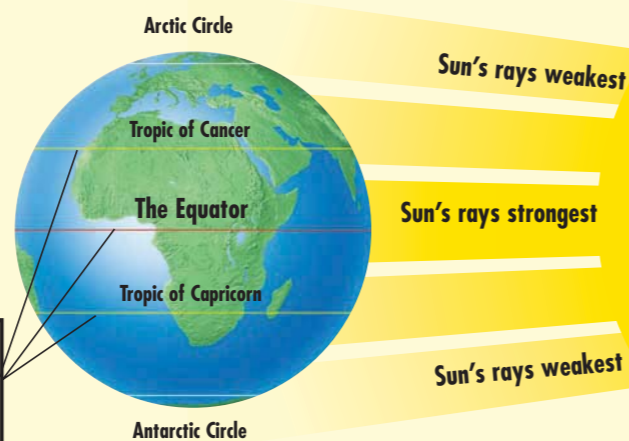 Arctic Circle
Sun's rays weakest
Tropic of Cancer
The Equator
Sun's rays strongest
Tropic of Capricorn
Sun's rays weakest
Antarctic Circle